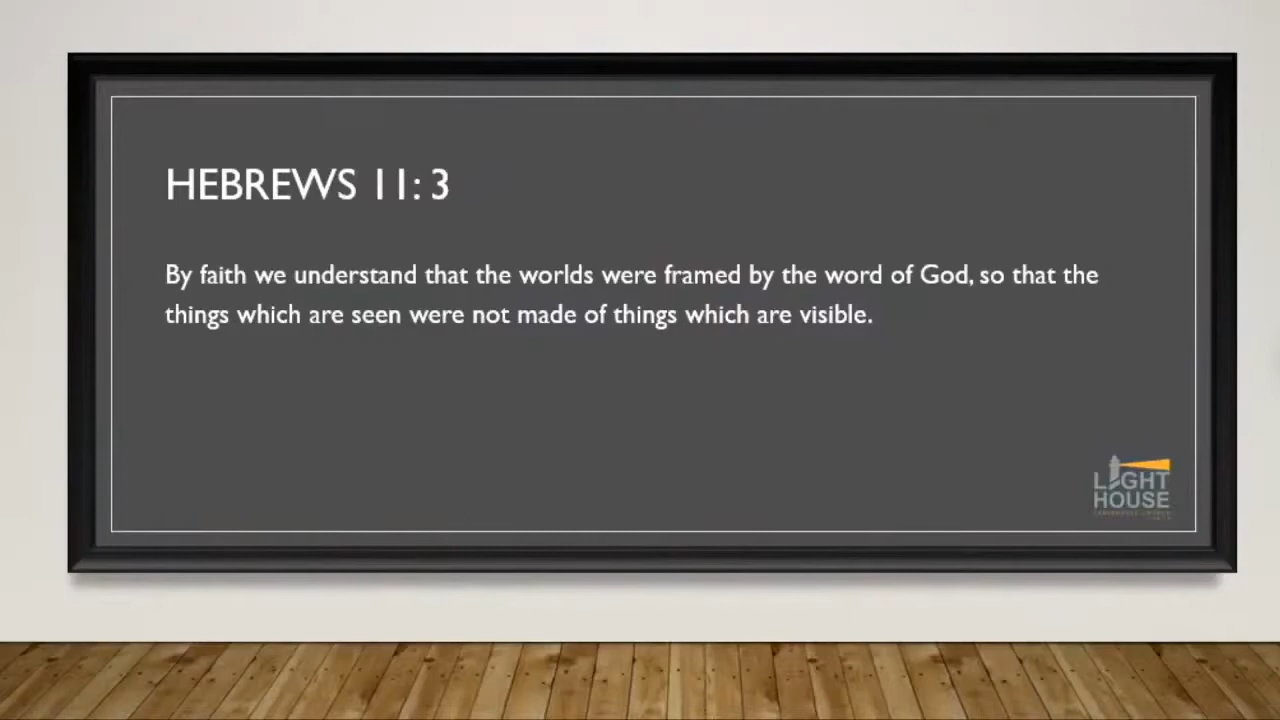 HEBREWS 11: 3
By faith we understand that the worlds were framed by the word of God, so that the
things which are seen were not made of things which are visible.
LIGHT
HOUSE